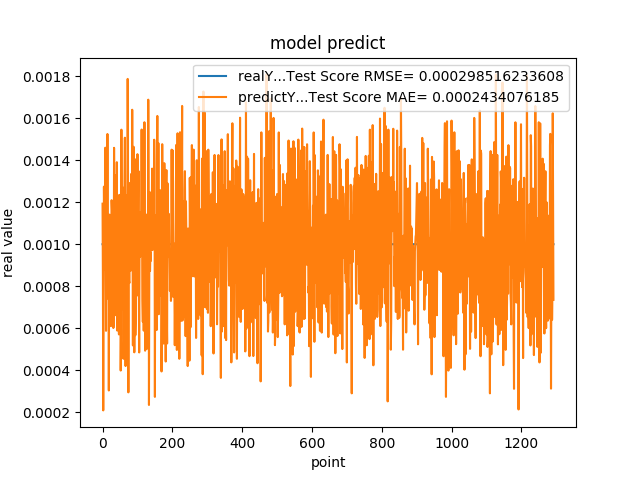 model predict
realY...Test Score RMSE= 0.000298516233608
predictY...Test Score MAE= 0.0002434076185
real value
0.0018
0.0016
0.0014
0.0012
0.0010
0.0008
0.0006
0.0004
0.0002
0 200 400 600 800 1000 1200
point